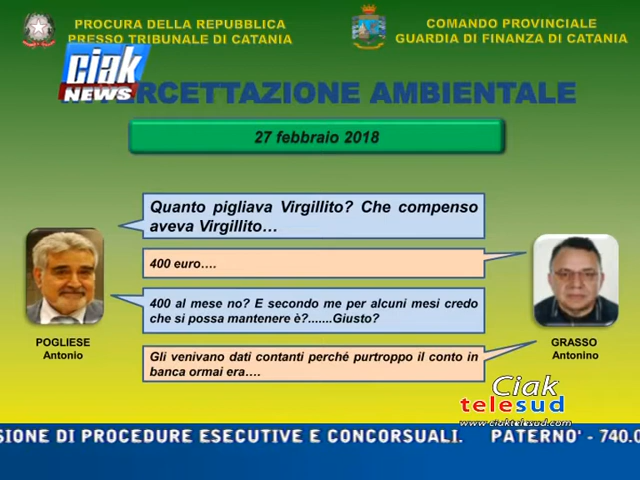 PROCURA DELLA REPUBBLICA
PRESSO TRIBUNALE DI CATANIA
COMANDO PROVINCIALE
GUARDIA DI FINANZA DI CATANIA
ciak
NEWS
AMBIENTALE
27 febbraio 2018
Quanto pigliava Virgillito? Che compenso
aveva Virgillito…
400 euro….
400 al mese no? E secondo me per alcuni mesi credo
che si possa mantenere è?.......Giusto?
POGLIESE
Antonio
GRASSO
Antonino
Gli venivano dati contanti perché purtroppo il conto in
banca ormai era….
Ciak
telesud
www.ciaktelesud.com
SIONE DI PROCEDURE ESECUTIVE E CONCORSUALI. PATERNO' - 740.0